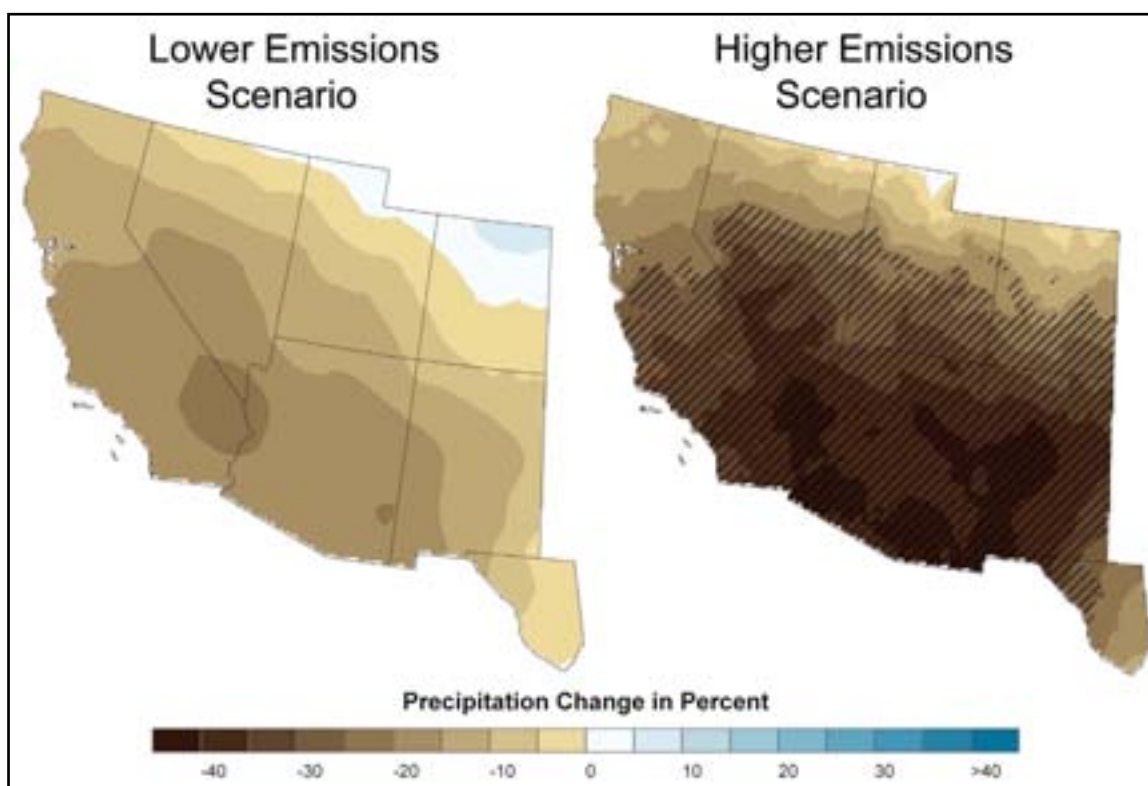 Lower Emissions
Scenario
Higher Emissions
Scenario
Precipitation Change in Percent
-40 -30 -20 -10 0 10 20 30 >40